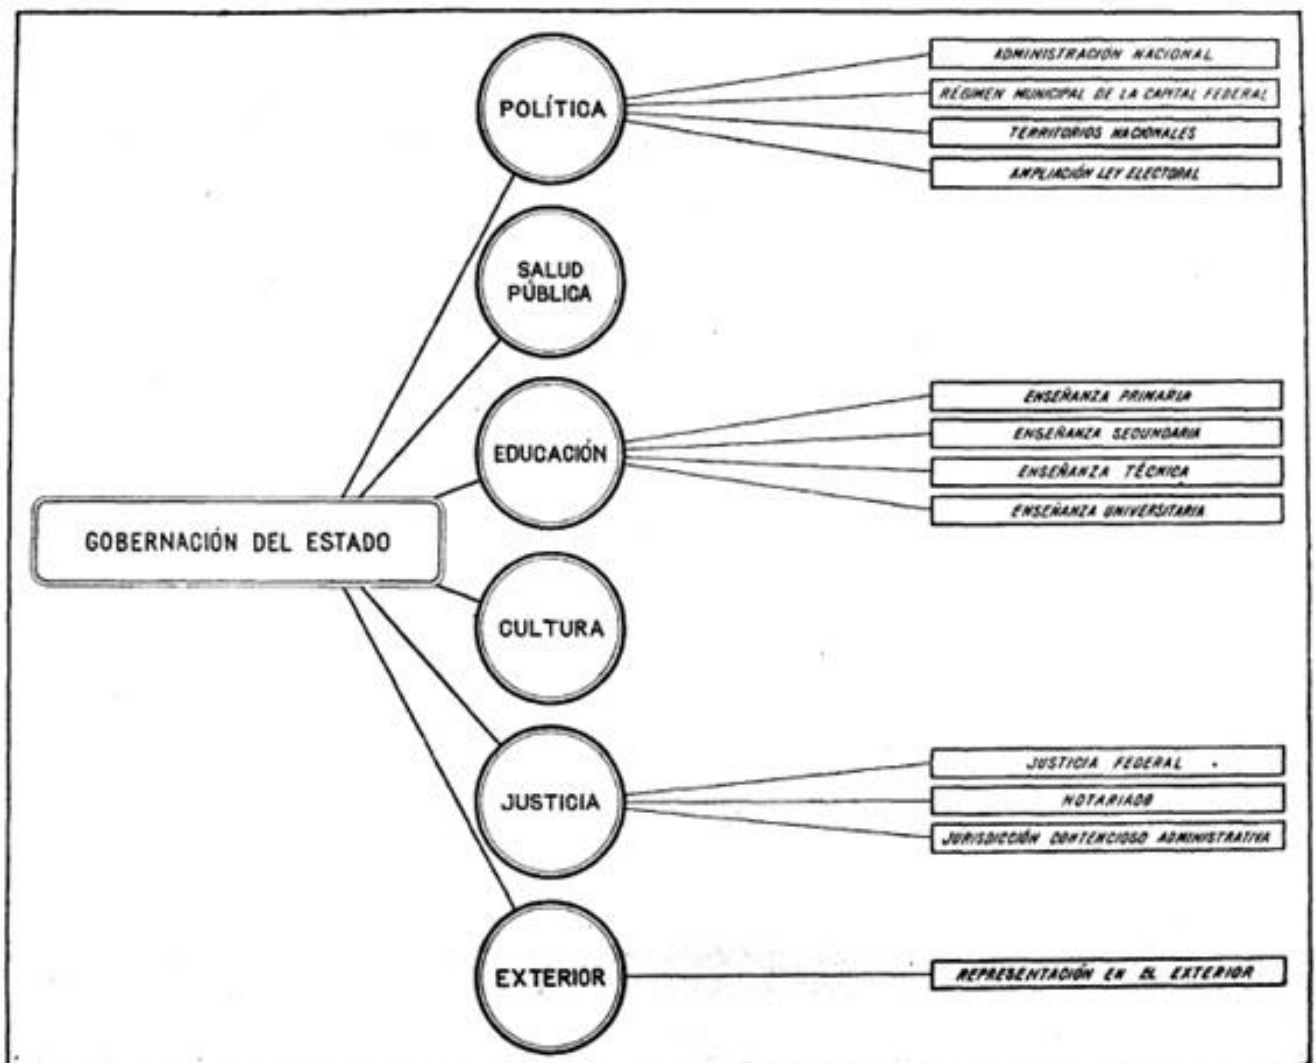 POLÍTICA
ADMINISTRACIÓN NACIONAL
RÉGIMEN MUNICIPAL DE LA CAPITAL FEDERAL
TERRITORIOS NACIONALES
AMPLIACIÓN LEY ELECTORAL
SALUD
PÚBLICA
EDUCACIÓN
ENSEÑANZA PRIMARIA
ENSEÑANZA SECUNDARIA
ENSEÑANZA TÉCNICA
ENSEÑANZA UNIVERSITARIA
GOBERNACIÓN DEL ESTADO
CULTURA
JUSTICIA
JUSTICIA FEDERAL
NOTARIADO
JURISDICCIÓN CONTENCIOSO ADMINISTRATIVA
EXTERIOR
REPRESENTACIÓN EN EL EXTERIOR